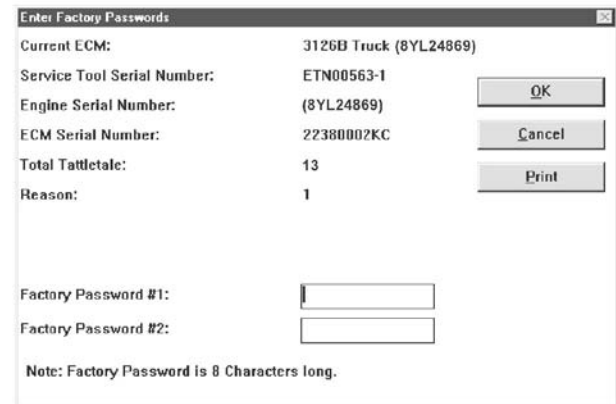 Enter Factory Passwords
Current ECM: 3126B Truck (8YL24869)
Service Tool Serial Number: ETN00563-1
OK
Engine Serial Number: (8YL24869)
ECM Serial Number: 22380002KC
Cancel
Total Tattletale: 13
Print
Reason: 1
Factory Password #1:
Factory Password #2:
Note: Factory Password is 8 Characters long.